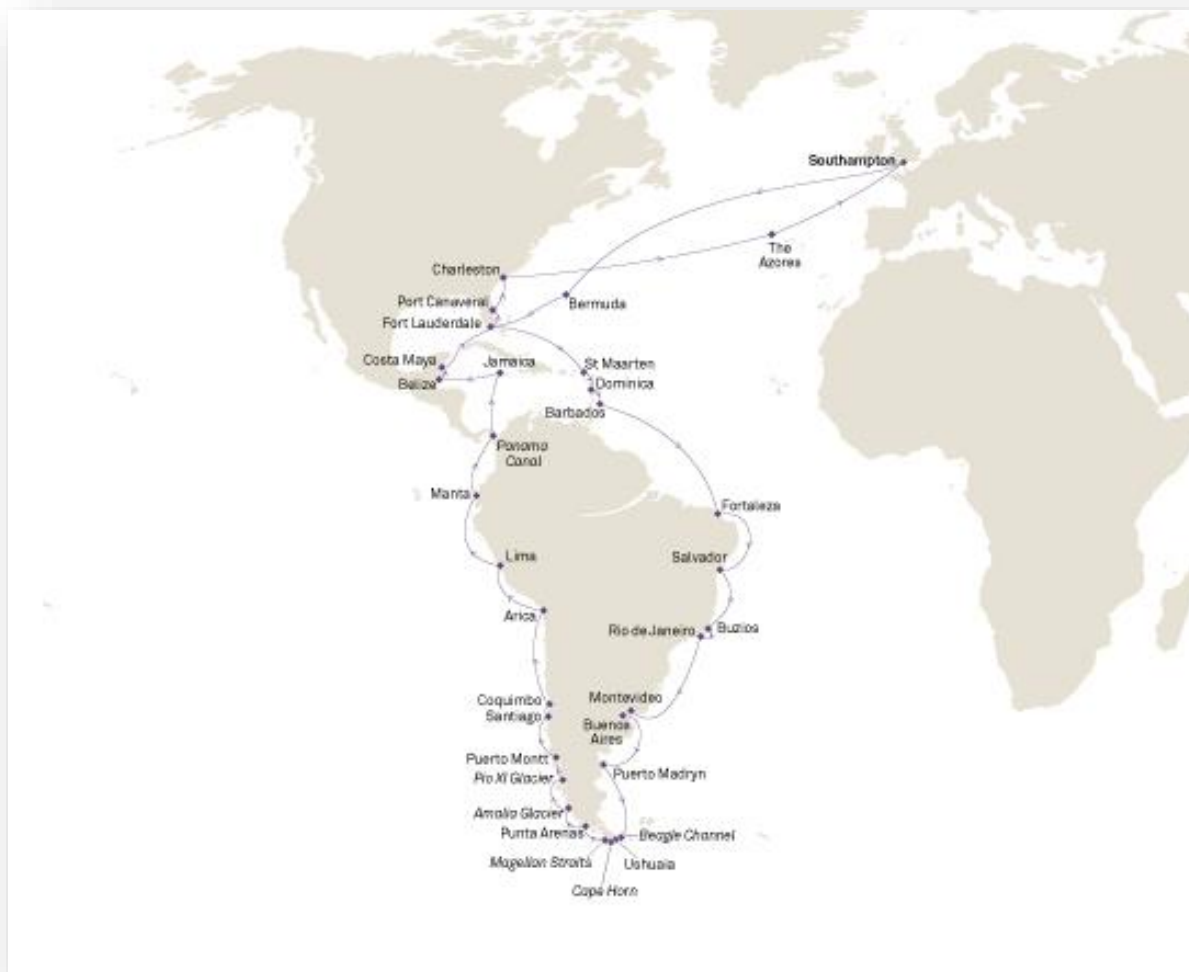 Southampton
The
Azores
Charleston
Bermuda
Port Canaveral
Fort Lauderdale
Costa Maya
Jamaica
St Maarten
Belize
Dominica
Barbados
Panama
Canal
Manta
Fortaleza
Lima
Salvador
Arica
Rio de Janeiro
Buzios
Coquimbo
Montevideo
Santiago
Buenos
Aires
Puerto Montt
Puerto Madryn
Pio XI Glacier
Amalia Glacier
Punta Arenas
Beagle Channel
Magellan Straits
Ushuaia
Cape Horn